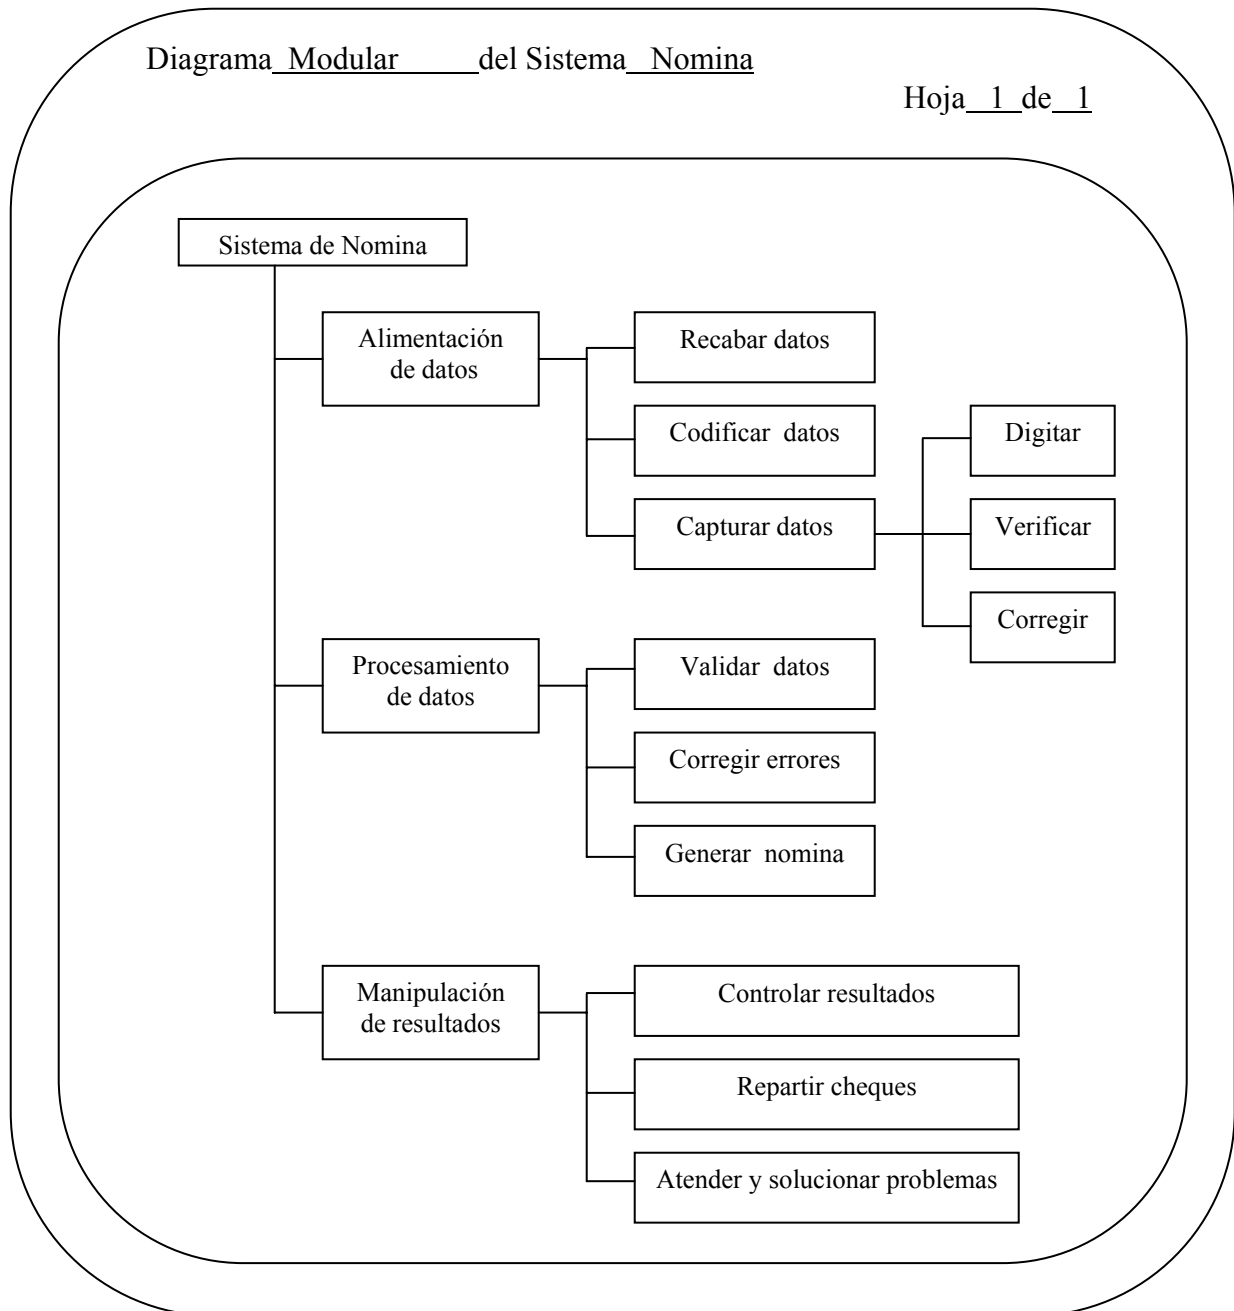 Diagrama Modular del Sistema Nomina
Hoja 1 de 1
Sistema de Nomina
Alimentación
de datos
Recabar datos
Codificar datos
Capturar datos
Digitar
Verificar
Corregir
Procesamiento
de datos
Validar datos
Corregir errores
Generar nomina
Manipulación
de resultados
Controlar resultados
Repartir cheques
Atender y solucionar problemas